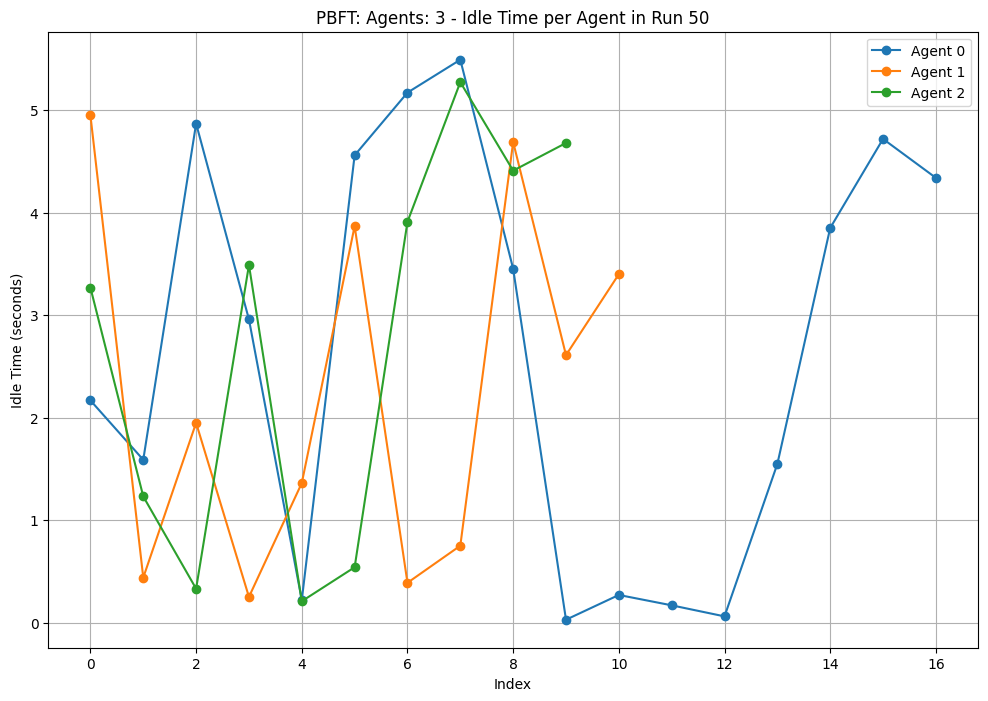 PBFT: Agents: 3 - Idle Time per Agent in Run 50
Agent 0
Agent 1
Agent 2
Idle Time (seconds)
5
4
3
2
1
0
0 2 4 6 8 10 12 14 16
Index